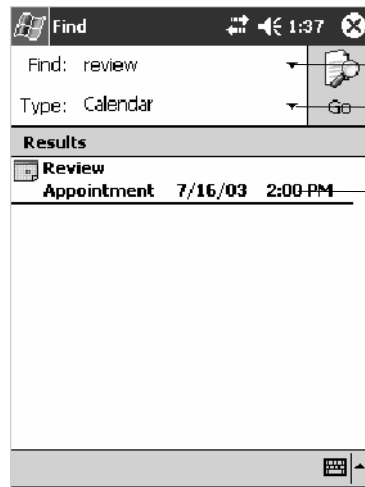 Find 1:37
Find: review
Type: Calendar
Go
Results
Review
Appointment 7/16/03 2:00 PM